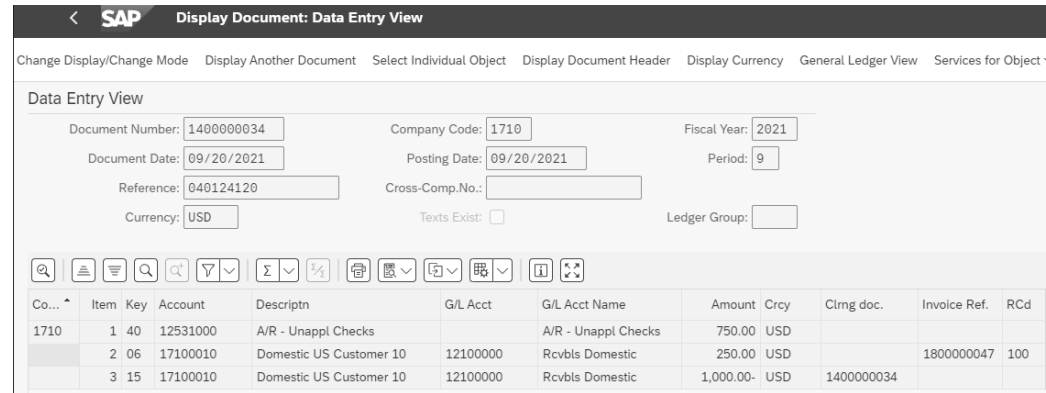 SAP Display Document: Data Entry View
Change Display/Change Mode Display Another Document Select Individual Object Display Document Header Display Currency General Ledger View Services for Object
Data Entry View
Document Number: 1400000034 Company Code: 1710 Fiscal Year: 2021
Document Date: 09/20/2021 Posting Date: 09/20/2021 Period: 9
Reference: 040124120 Cross-Comp.No.:
Currency: USD Texts Exist: Ledger Group:
Co... Item Key Account Descriptn G/L Acct G/L Acct Name Amount Crcy Clrng doc. Invoice Ref. RCd
1710 1 40 12531000 A/R - Unappl Checks A/R - Unappl Checks 750.00 USD
2 06 17100010 Domestic US Customer 10 12100000 Rcvbls Domestic 250.00 USD 1800000047 100
3 15 17100010 Domestic US Customer 10 12100000 Rcvbls Domestic 1,000.00- USD 1400000034